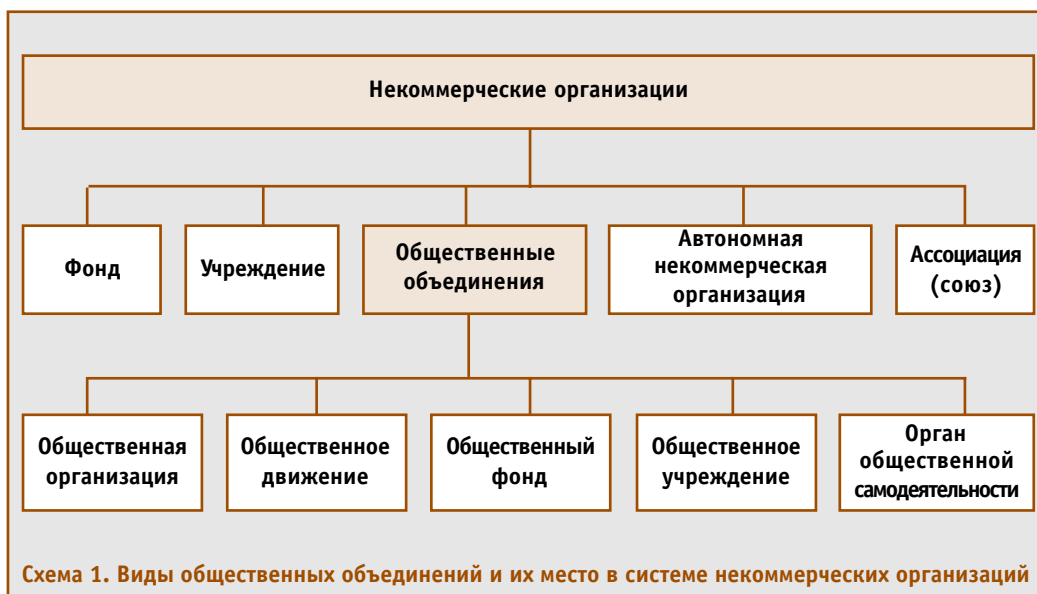 Некоммерческие организации
Фонд
Учреждение
Общественные
объединения
Автономная
некоммерческая
организация
Ассоциация
(союз)
Общественная
организация
Общественное
движение
Общественный
фонд
Общественное
учреждение
Орган
общественной
самодеятельности
Схема 1. Виды общественных объединений и их место в системе некоммерческих организаций